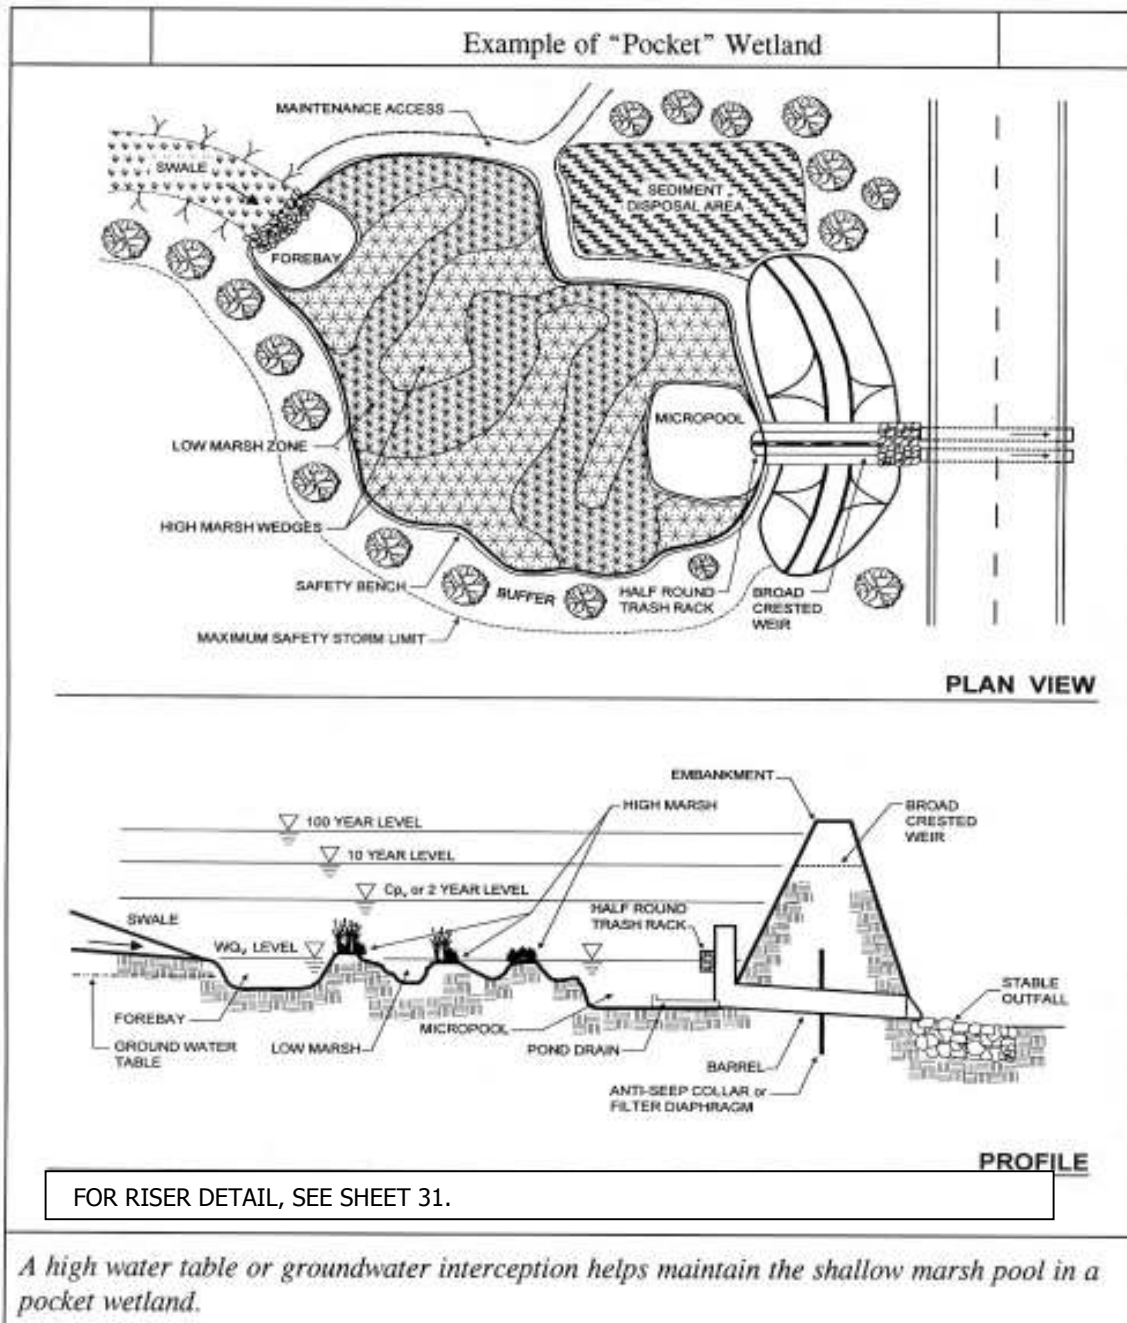 Example of "Pocket" Wetland
MAINTENANCE ACCESS
SWALE
SEDIMENT
DISPOSAL AREA
FOREBAY
MICROPOOL
LOW MARSH ZONE
HIGH MARSH WEDGES
SAFETY BENCH
BUFFER
HALF ROUND
TRASH RACK
BROAD
CRESTED
WEIR
MAXIMUM SAFETY STORM LIMIT
PLAN VIEW
EMBANKMENT
HIGH MARSH
BROAD
CRESTED
WEIR
100 YEAR LEVEL
10 YEAR LEVEL
Cpᵥ or 2 YEAR LEVEL
HALF ROUND
TRASH RACK
SWALE
WQᵥ LEVEL
STABLE
OUTFALL
FOREBAY
MICROPOOL
GROUND WATER
TABLE
LOW MARSH
POND DRAIN
BARREL
ANTI-SEEP COLLAR or
FILTER DIAPHRAGM
PROFILE
FOR RISER DETAIL, SEE SHEET 31.
A high water table or groundwater interception helps maintain the shallow marsh pool in a
pocket wetland.